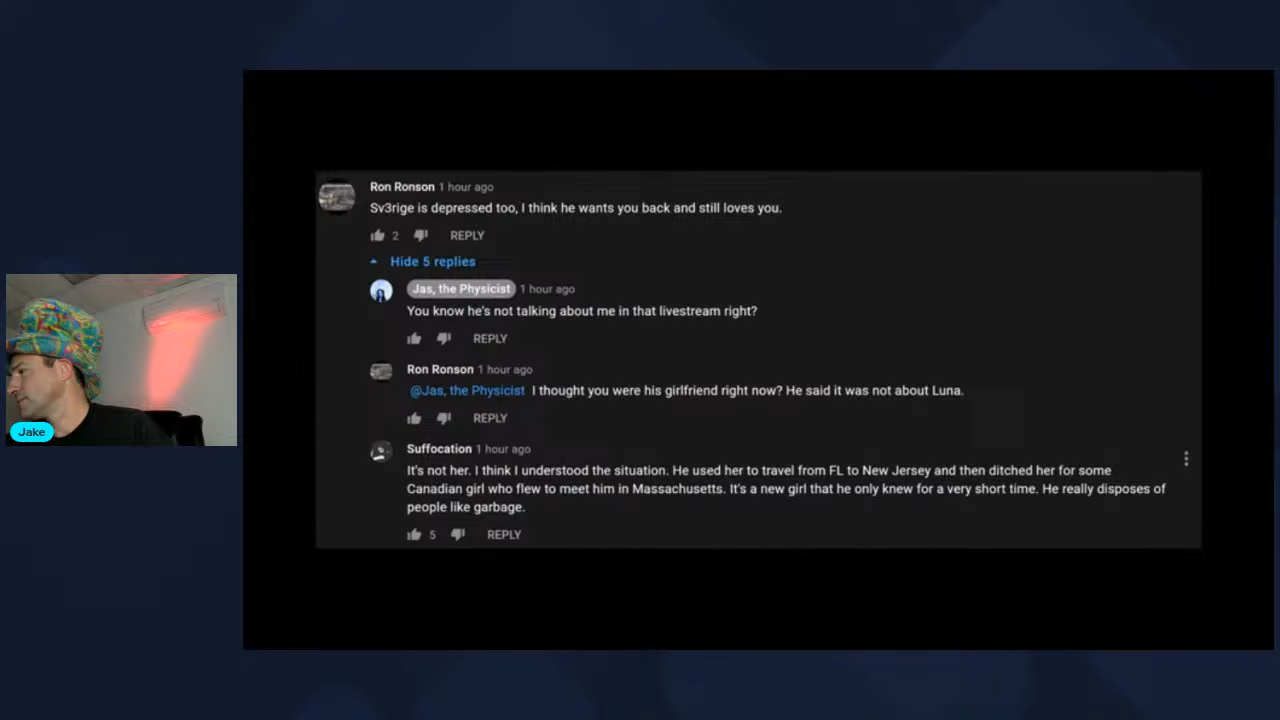 Ron Ronson 1 hour ago
Sv3rige is depressed too, I think he wants you back and still loves you.
2 REPLY
Hide 5 replies
Jas, the Physicist 1 hour ago
You know he's not talking about me in that livestream right?
REPLY
Ron Ronson 1 hour ago
@Jas, the Physicist I thought you were his girlfriend right now? He said it was not about Luna.
REPLY
Suffocation 1 hour ago
It's not her. I think I understood the situation. He used her to travel from FL to New Jersey and then ditched her for some
Canadian girl who flew to meet him in Massachusetts. It's a new girl that he only knew for a very short time. He really disposes of
people like garbage.
5 REPLY
Jake